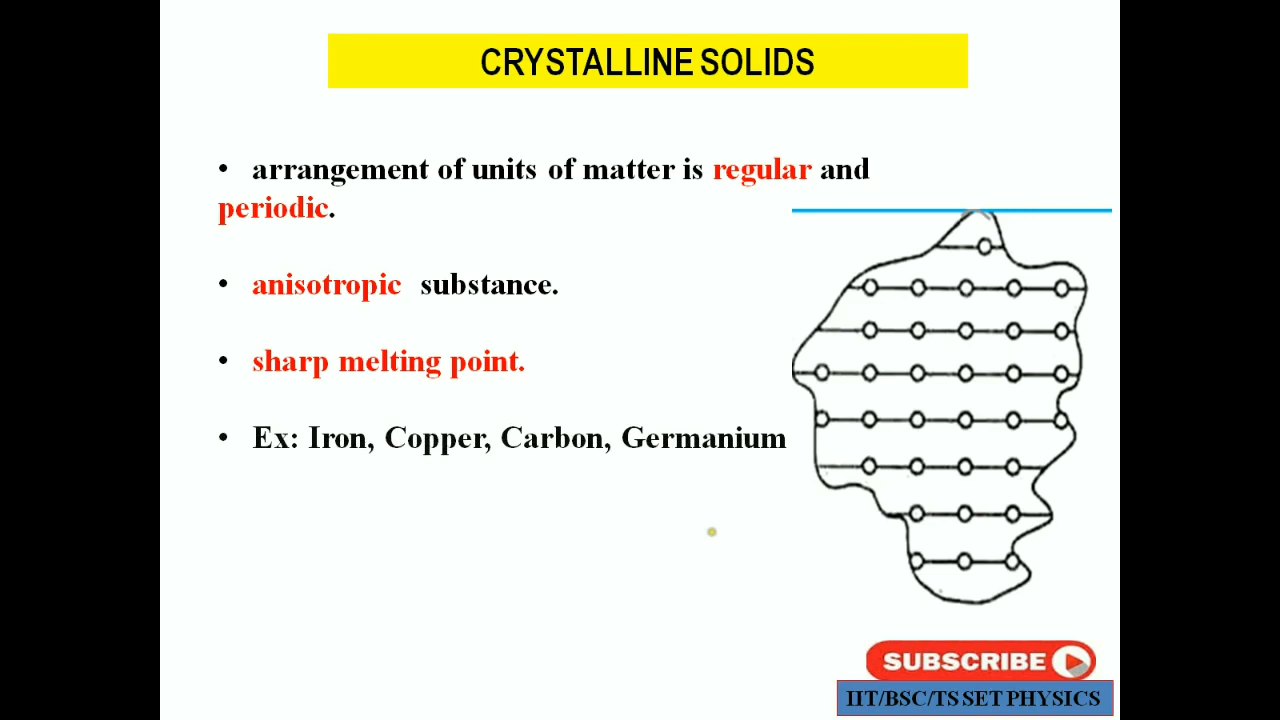 CRYSTALLINE SOLIDS
• arrangement of units of matter is regular and
periodic.
• anisotropic substance.
• sharp melting point.
• Ex: Iron, Copper, Carbon, Germanium
SUBSCRIBE
IIT/BSC/TS SET PHYSICS